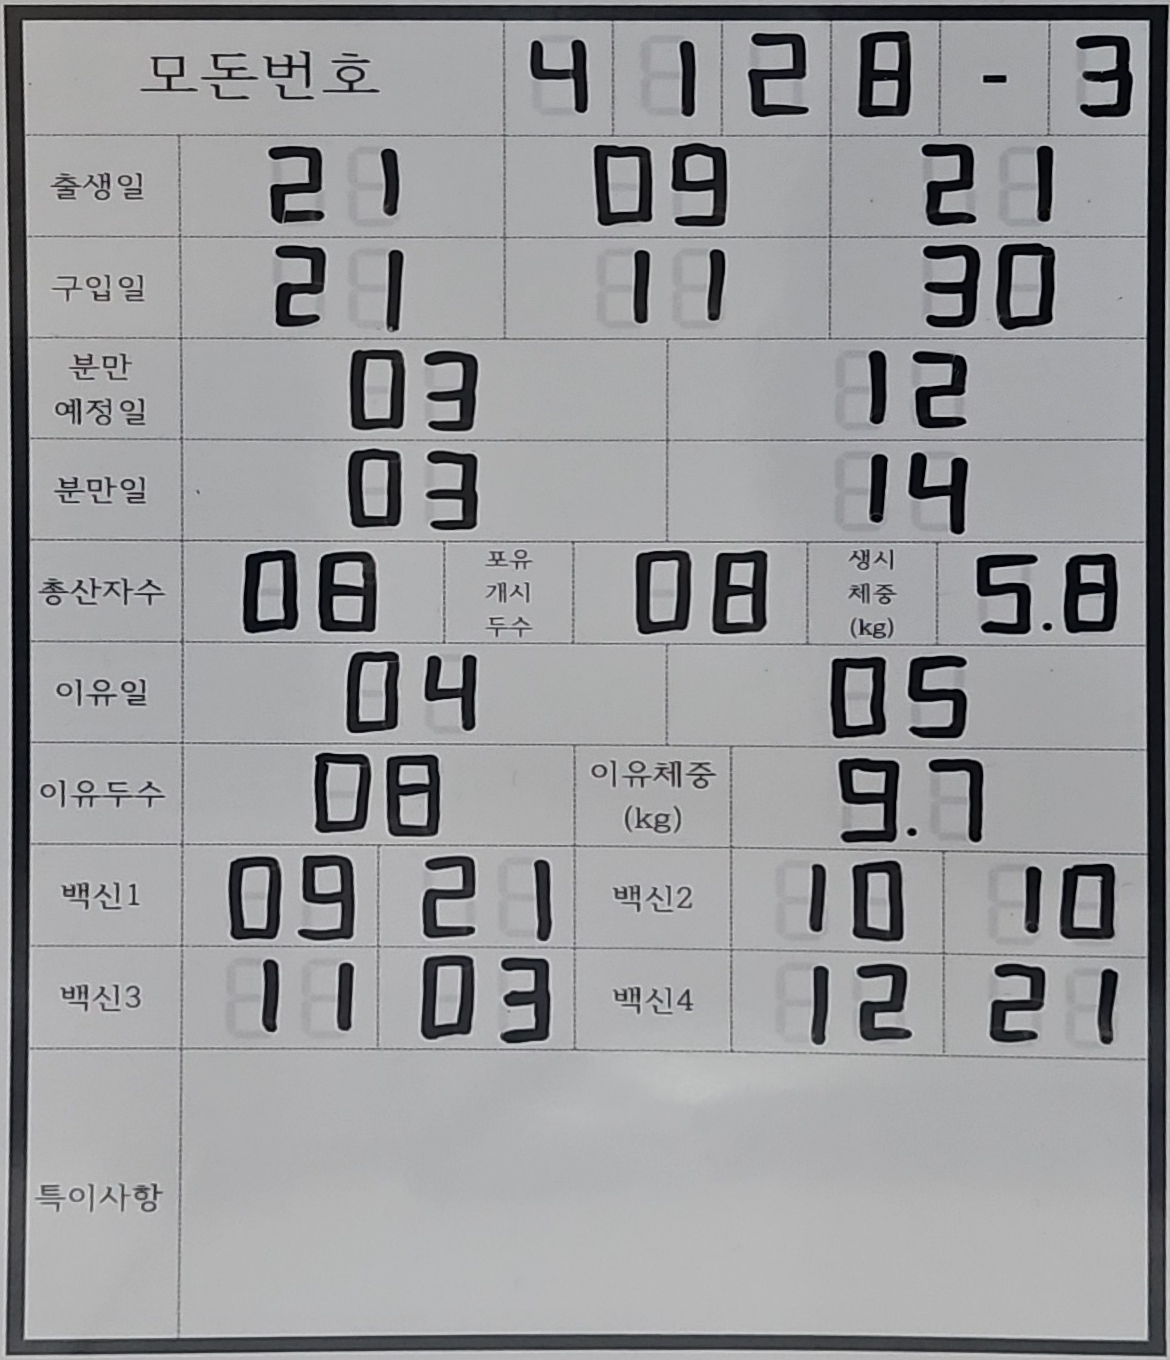 모돈번호 4 1 2 8 - 3
출생일 21 09 21
구입일 21 11 30
분만 예정일 03 12
분만일 03 14
총산자수 08 포유 개시 두수 08 생시 체중 (kg) 5.8
이유일 04 05
이유두수 08 이유체중 (kg) 9.7
백신1 09 21 백신2 10 10
백신3 11 03 백신4 12 21
특이사항